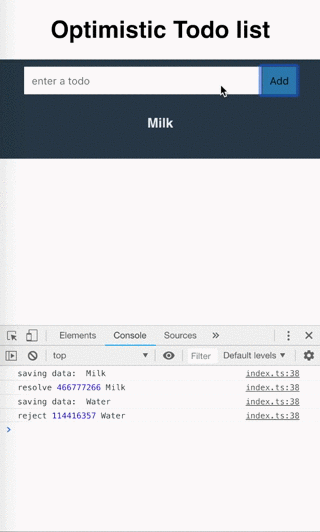 Optimistic Todo list
enter a todo Add
Milk
Elements Console Sources »
top Filter Default levels
saving data: Milk index.ts:38
resolve 466777266 Milk index.ts:38
saving data: Water index.ts:38
reject 114416357 Water index.ts:38